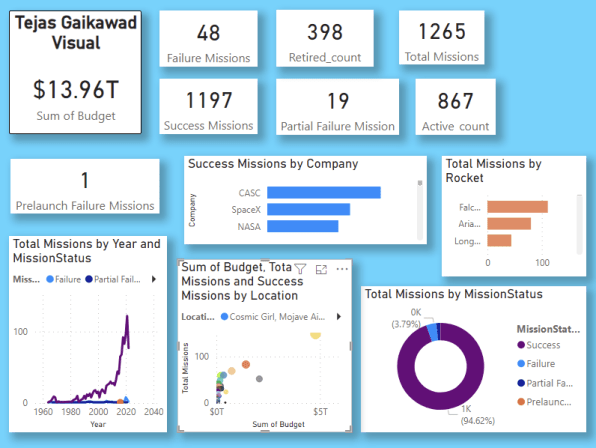 Tejas Gaikawad
Visual
$13.96T
Sum of Budget
48
Failure Missions
398
Retired_count
1265
Total Missions
1197
Success Missions
19
Partial Failure Mission
867
Active_count
1
Prelaunch Failure Missions
Success Missions by Company
Company
CASC
SpaceX
NASA
Total Missions by
Rocket
Falc...
Aria...
Long...
0
100
Total Missions by Year and
MissionStatus
Miss...
Failure
Partial Fail...
100
0
1960
1980
2000
2020
2040
Year
Sum of Budget, Tota
Missions and Success
Missions by Location
Locati...
Cosmic Girl, Mojave Ai...
Total Missions
100
0
$0T
$5T
Sum of Budget
Total Missions by MissionStatus
0K
(3.79%)
1K
(94.62%)
MissionStat...
Success
Failure
Partial Fa...
Prelaunc...